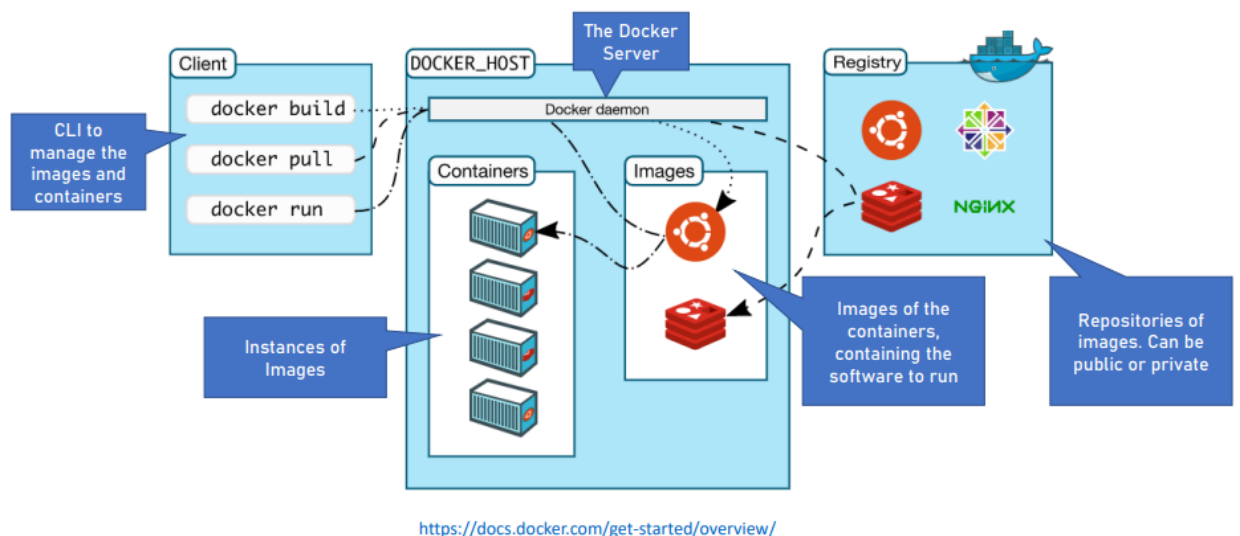 The Docker
Server
Client
DOCKER_HOST
Registry
docker build
Docker daemon
CLI to
manage the
images and
containers
docker pull
docker run
Containers
Images
NGINX
Instances of
Images
Images of the
containers,
containing the
software to run
Repositories of
images. Can be
public or private
https://docs.docker.com/get-started/overview/